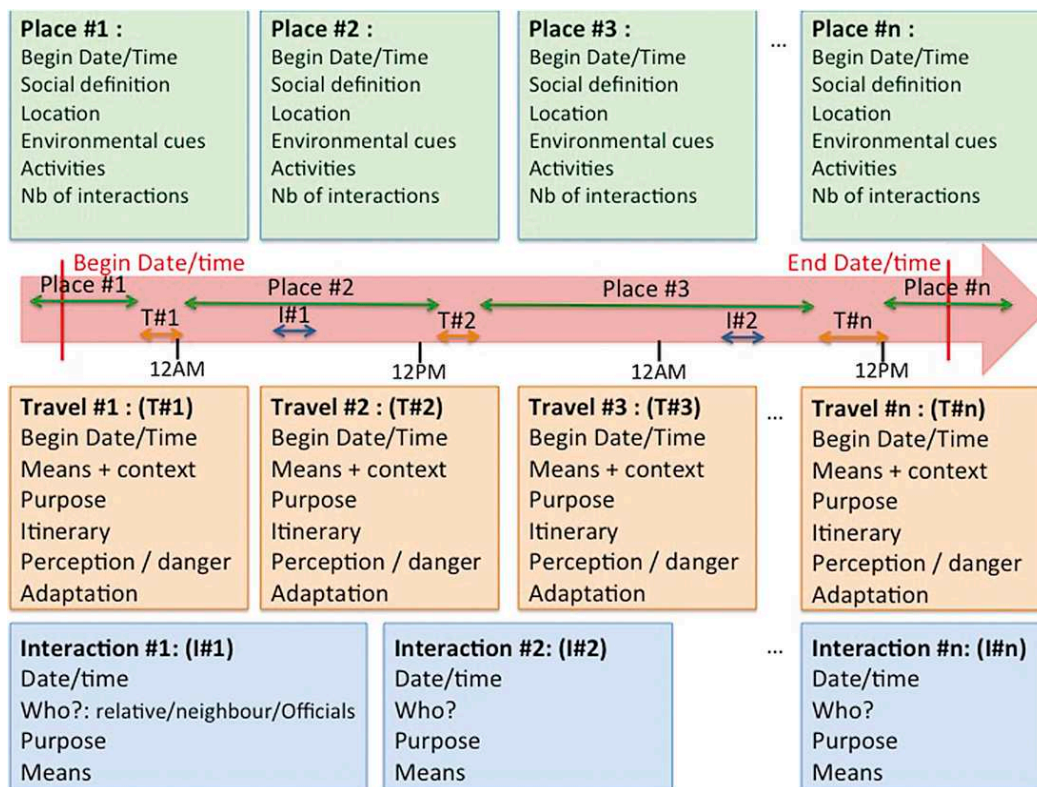 Place #1 :
Begin Date/Time
Social definition
Location
Environmental cues
Activities
Nb of interactions
Place #2 :
Begin Date/Time
Social definition
Location
Environmental cues
Activities
Nb of interactions
Place #3 :
Begin Date/Time
Social definition
Location
Environmental cues
Activities
Nb of interactions
...
Place #n :
Begin Date/Time
Social definition
Location
Environmental cues
Activities
Nb of interactions
Begin Date/time
End Date/time
Place #1
Place #2
Place #3
Place #n
T#1
I#1
T#2
I#2
T#n
12AM
12PM
12AM
12PM
Travel #1 : (T#1)
Begin Date/Time
Means + context
Purpose
Itinerary
Perception / danger
Adaptation
Travel #2 : (T#2)
Begin Date/Time
Means + context
Purpose
Itinerary
Perception / danger
Adaptation
Travel #3 : (T#3)
Begin Date/Time
Means + context
Purpose
Itinerary
Perception / danger
Adaptation
...
Travel #n : (T#n)
Begin Date/Time
Means + context
Purpose
Itinerary
Perception / danger
Adaptation
Interaction #1: (I#1)
Date/time
Who?: relative/neighbour/Officials
Purpose
Means
Interaction #2: (I#2)
Date/time
Who?
Purpose
Means
...
Interaction #n: (I#n)
Date/time
Who?
Purpose
Means